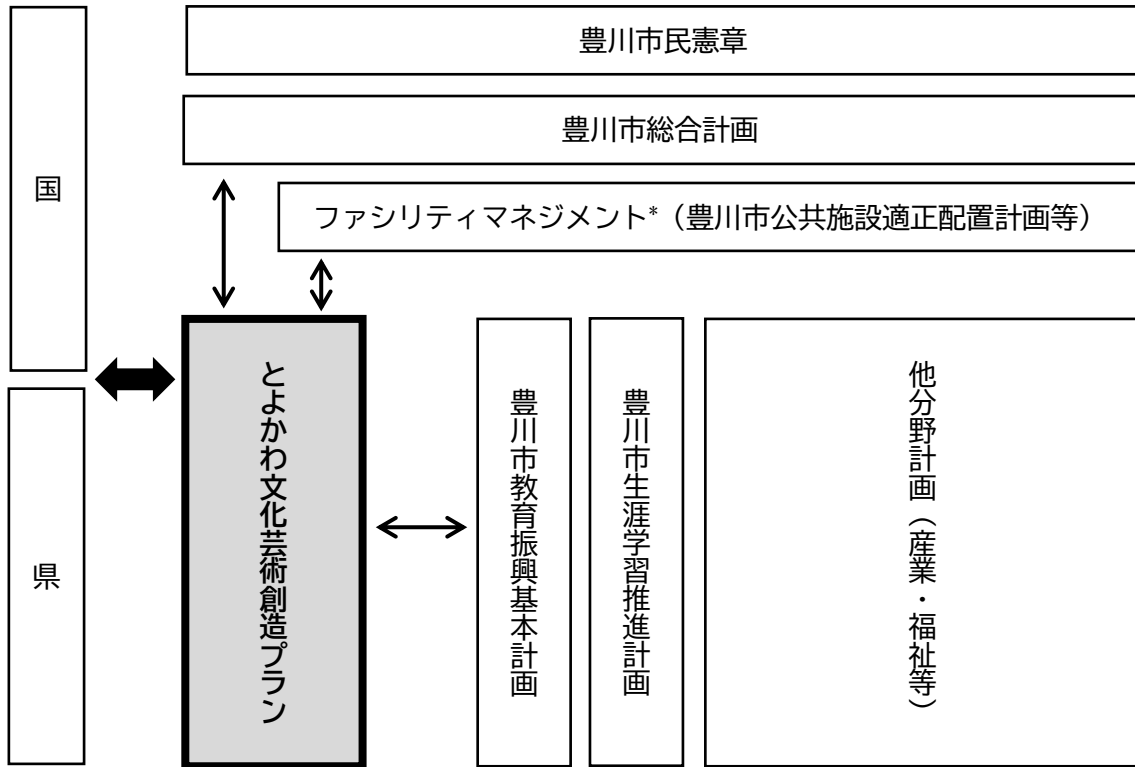 豊川市民憲章
豊川市総合計画
国
ファシリティマネジメント*（豊川市公共施設適正配置計画等）
県
とよかわ文化芸術創造プラン
豊川市教育振興基本計画
豊川市生涯学習推進計画
他分野計画（産業・福祉等）